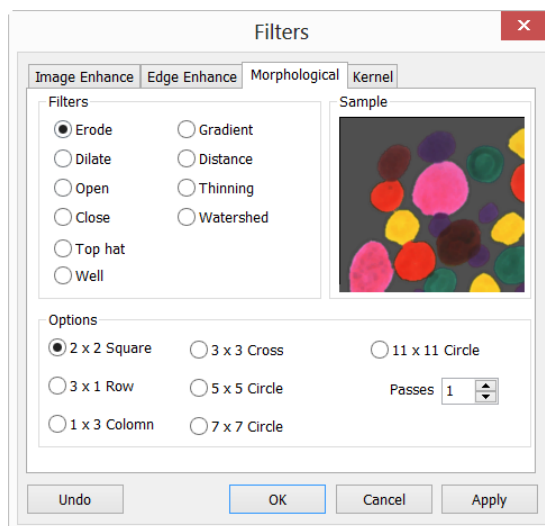 Filters
x
Image Enhance Edge Enhance Morphological Kernel
Filters
Sample
Erode Gradient
Dilate Distance
Open Thinning
Close Watershed
Top hat
Well
Options
2 x 2 Square 3 x 3 Cross 11 x 11 Circle
3 x 1 Row 5 x 5 Circle Passes 1
1 x 3 Colomn 7 x 7 Circle
Undo OK Cancel Apply